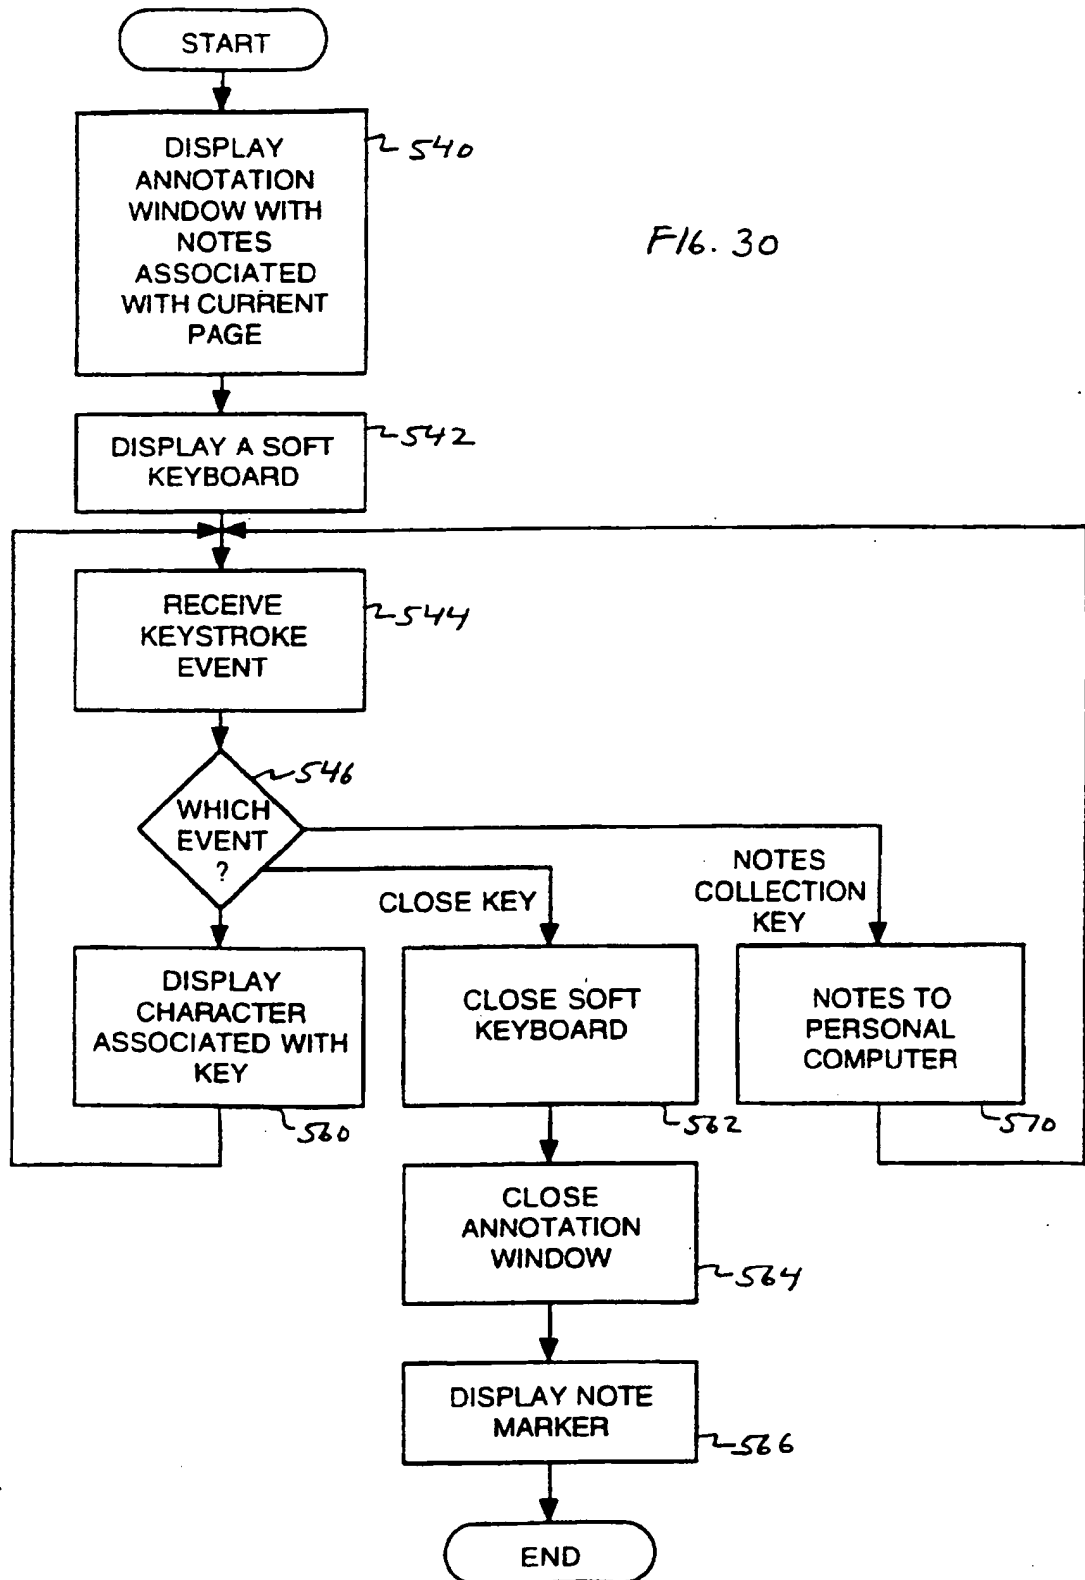 START
DISPLAY
ANNOTATION
WINDOW WITH
NOTES
ASSOCIATED
WITH CURRENT
PAGE
540
FIG. 30
DISPLAY A SOFT
KEYBOARD
542
RECEIVE
KEYSTROKE
EVENT
544
546
WHICH
EVENT
?
CLOSE KEY
NOTES
COLLECTION
KEY
DISPLAY
CHARACTER
ASSOCIATED WITH
KEY
560
CLOSE SOFT
KEYBOARD
562
NOTES TO
PERSONAL
COMPUTER
570
CLOSE
ANNOTATION
WINDOW
564
DISPLAY NOTE
MARKER
566
END